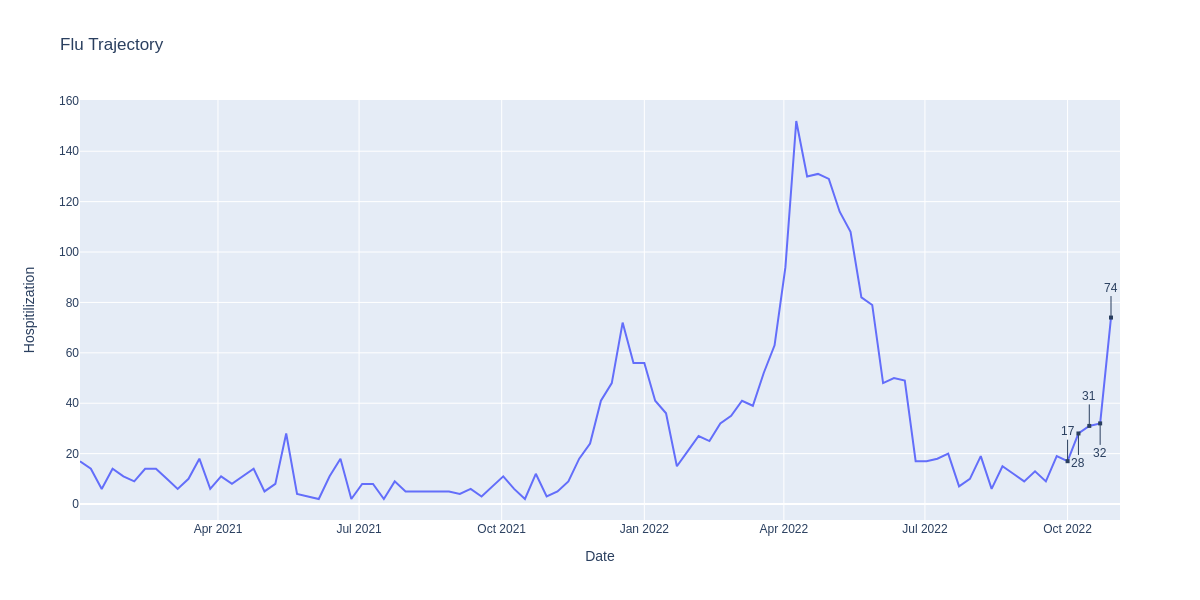 Flu Trajectory
160
140
120
100
80
60
40
20
0
Hospitilization
74
31
17
28
32
Apr 2021
Jul 2021
Oct 2021
Jan 2022
Apr 2022
Jul 2022
Oct 2022
Date